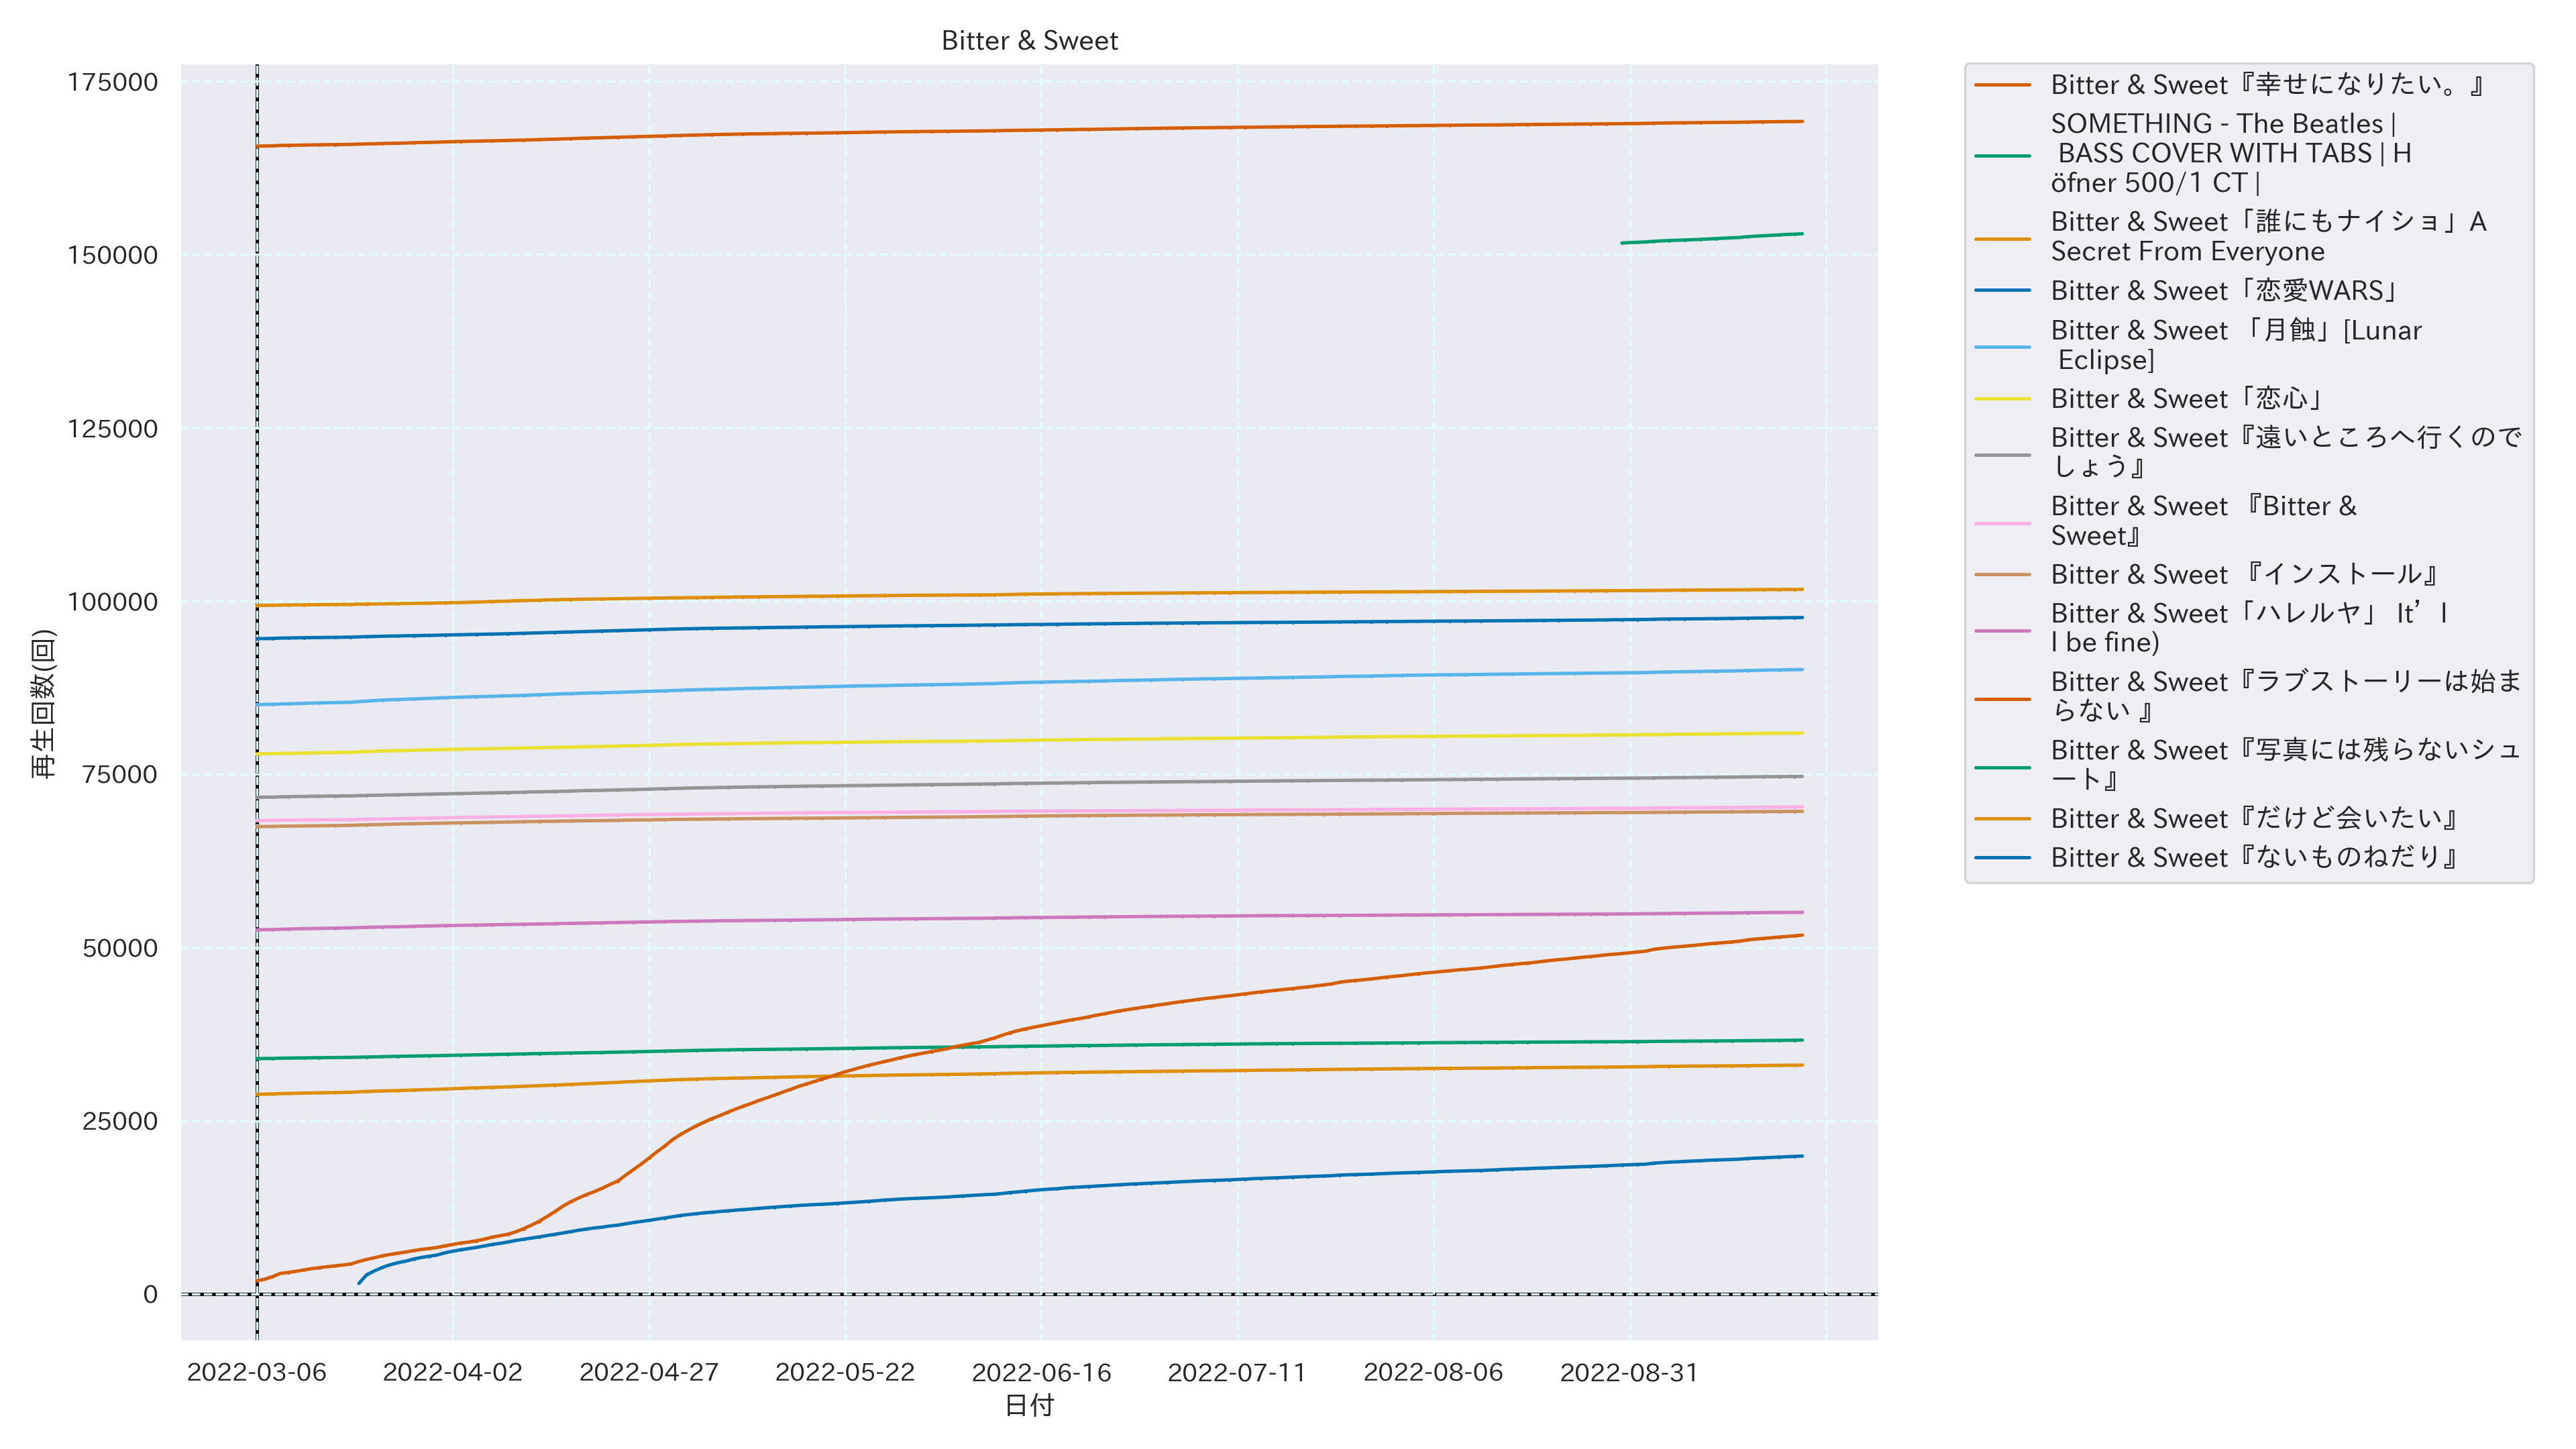 Bitter & Sweet
175000
150000
125000
100000
75000
50000
25000
0
再生回数(回)
2022-03-06
2022-04-02
2022-04-27
2022-05-22
2022-06-16
2022-07-11
2022-08-06
2022-08-31
日付
Bitter & Sweet『幸せになりたい。』
SOMETHING - The Beatles |
BASS COVER WITH TABS | H
öfner 500/1 CT |
Bitter & Sweet「誰にもナイショ」A
Secret From Everyone
Bitter & Sweet「恋愛WARS」
Bitter & Sweet 「月蝕」[Lunar
Eclipse]
Bitter & Sweet「恋心」
Bitter & Sweet『遠いところへ行くので
しょう』
Bitter & Sweet 『Bitter &
Sweet』
Bitter & Sweet 『インストール』
Bitter & Sweet「ハレルヤ」 It’l
l be fine)
Bitter & Sweet『ラブストーリーは始ま
らない 』
Bitter & Sweet『写真には残らないシュ
ート』
Bitter & Sweet『だけど会いたい』
Bitter & Sweet『ないものねだり』